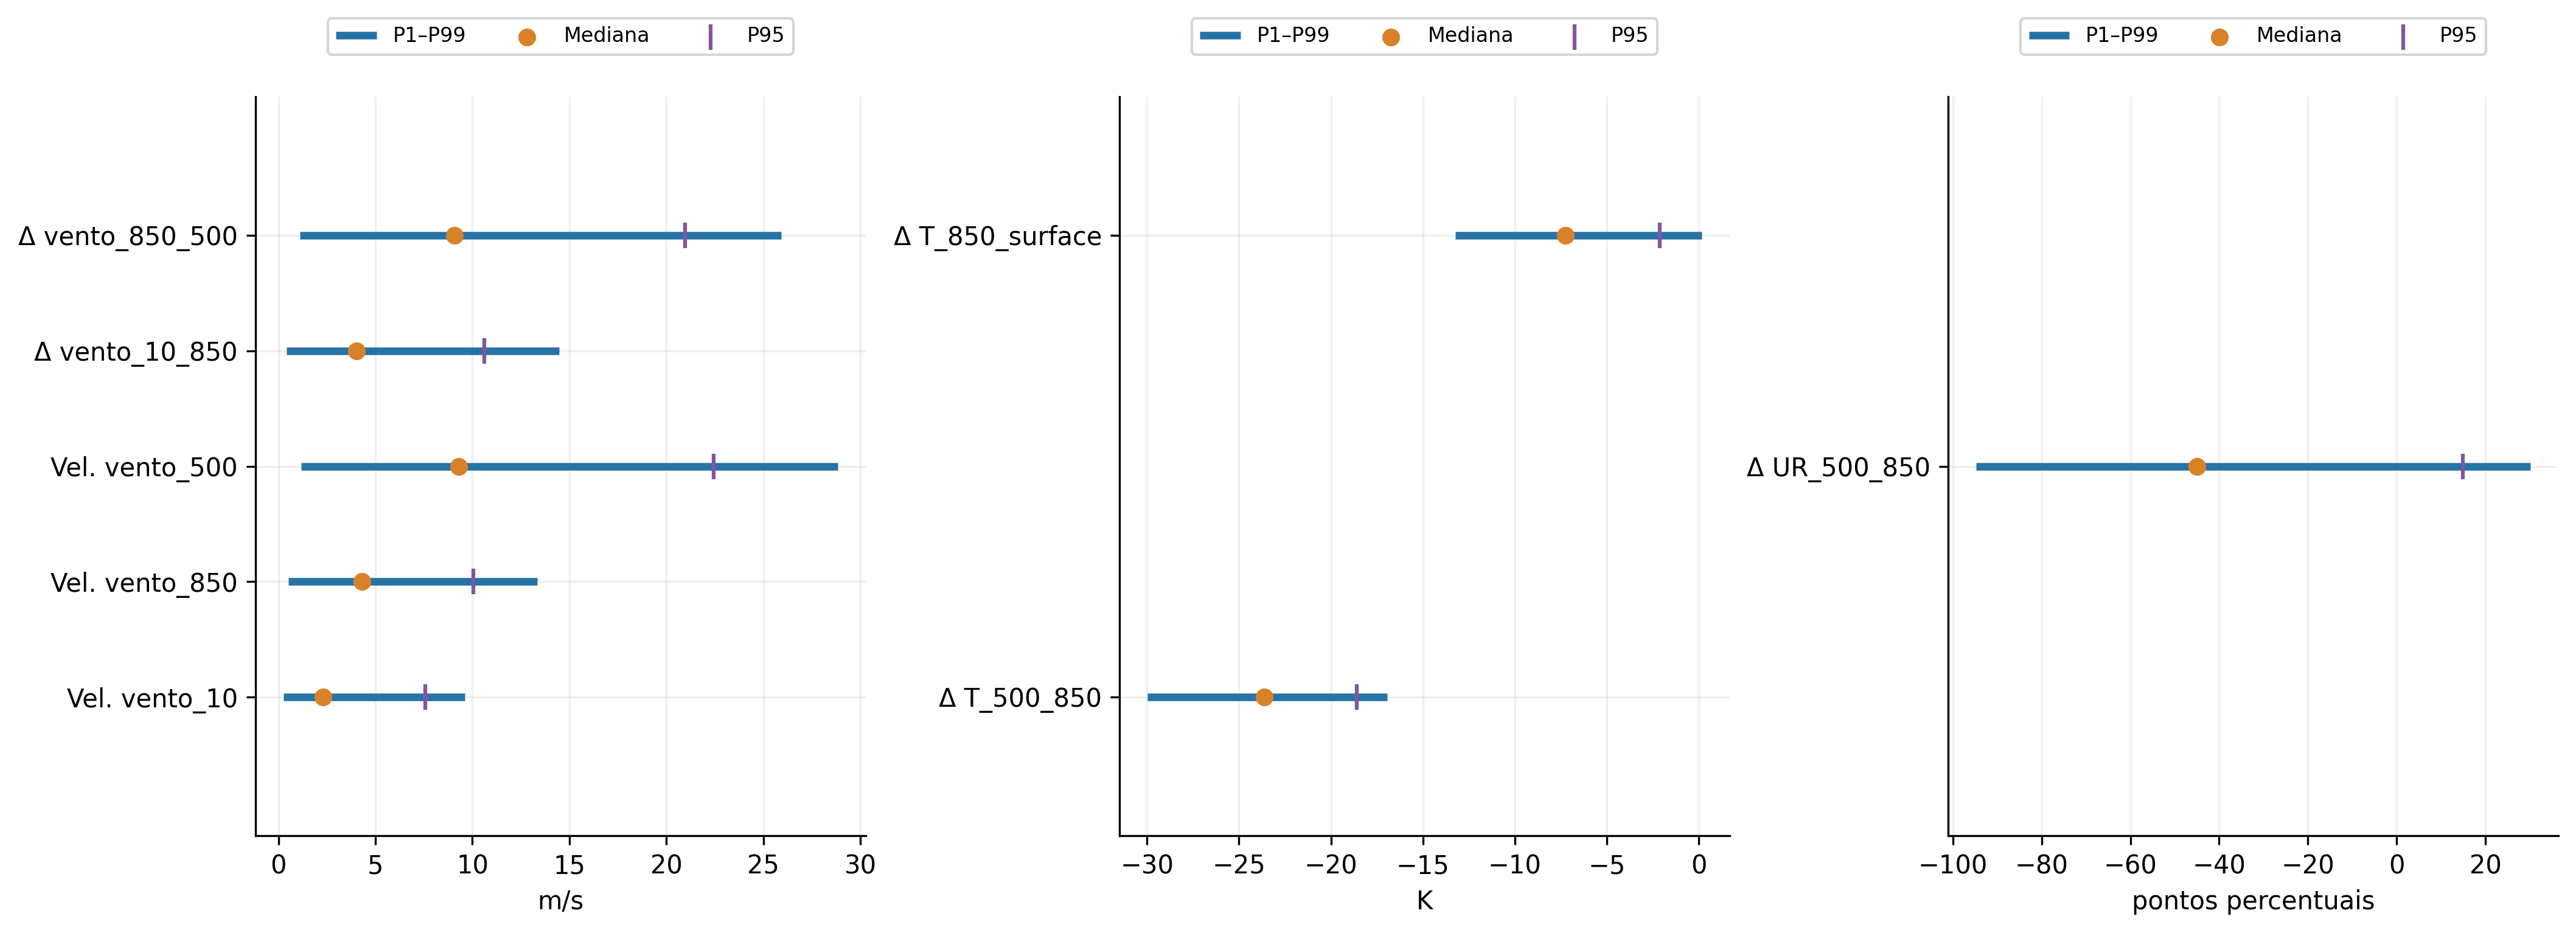 P1–P99 Mediana P95
Δ vento_850_500
Δ vento_10_850
Vel. vento_500
Vel. vento_850
Vel. vento_10
0 5 10 15 20 25 30
m/s
P1–P99 Mediana P95
Δ T_850_surface
Δ T_500_850
−30 −25 −20 −15 −10 −5 0
K
P1–P99 Mediana P95
Δ UR_500_850
−100 −80 −60 −40 −20 0 20
pontos percentuais